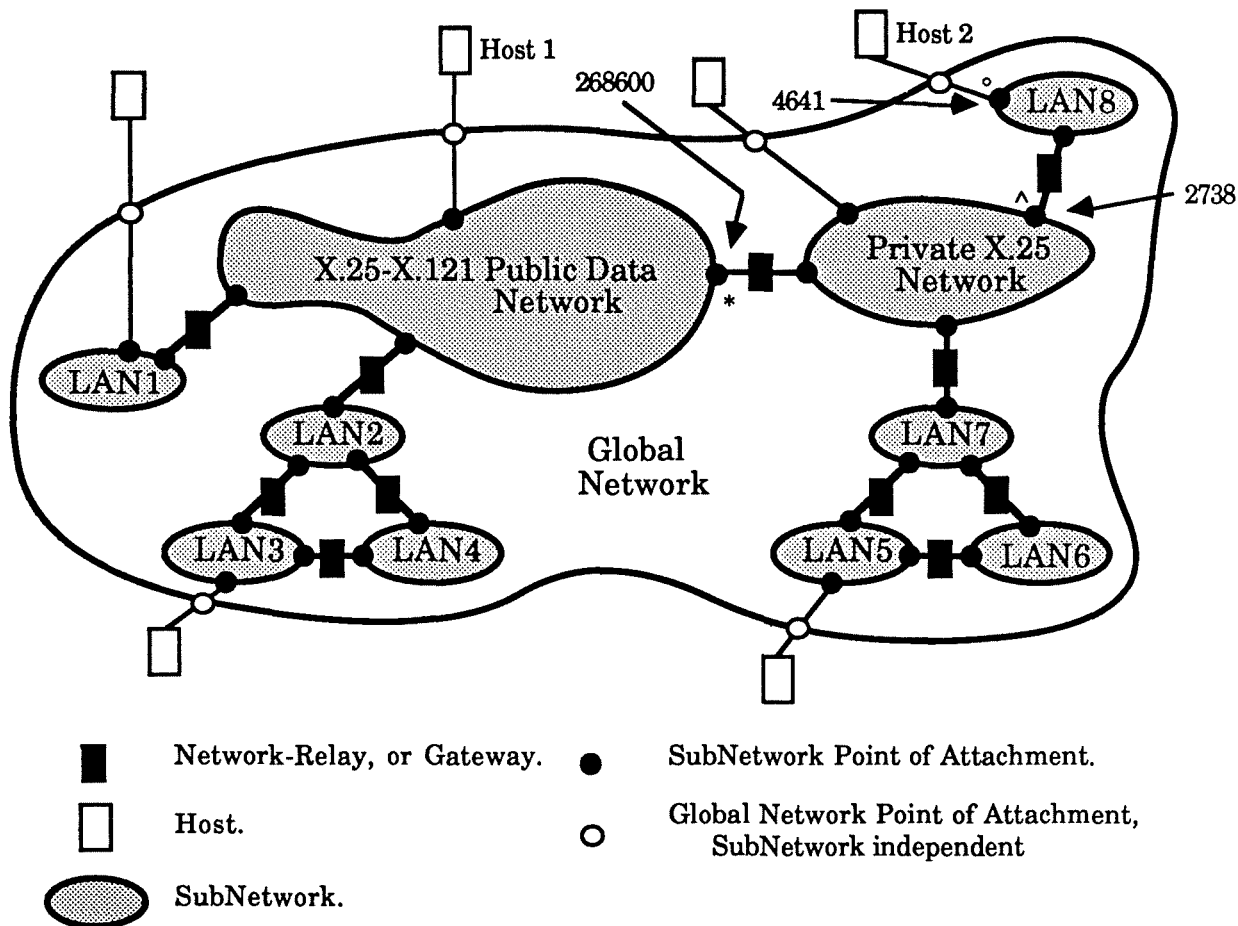 Host 1
Host 2
268600
4641
°
LAN8
^
2738
X.25-X.121 Public Data
Network
*
Private X.25
Network
LAN1
LAN2
LAN7
Global
Network
LAN3
LAN4
LAN5
LAN6
Network-Relay, or Gateway.
SubNetwork Point of Attachment.
Host.
Global Network Point of Attachment,
SubNetwork independent
SubNetwork.